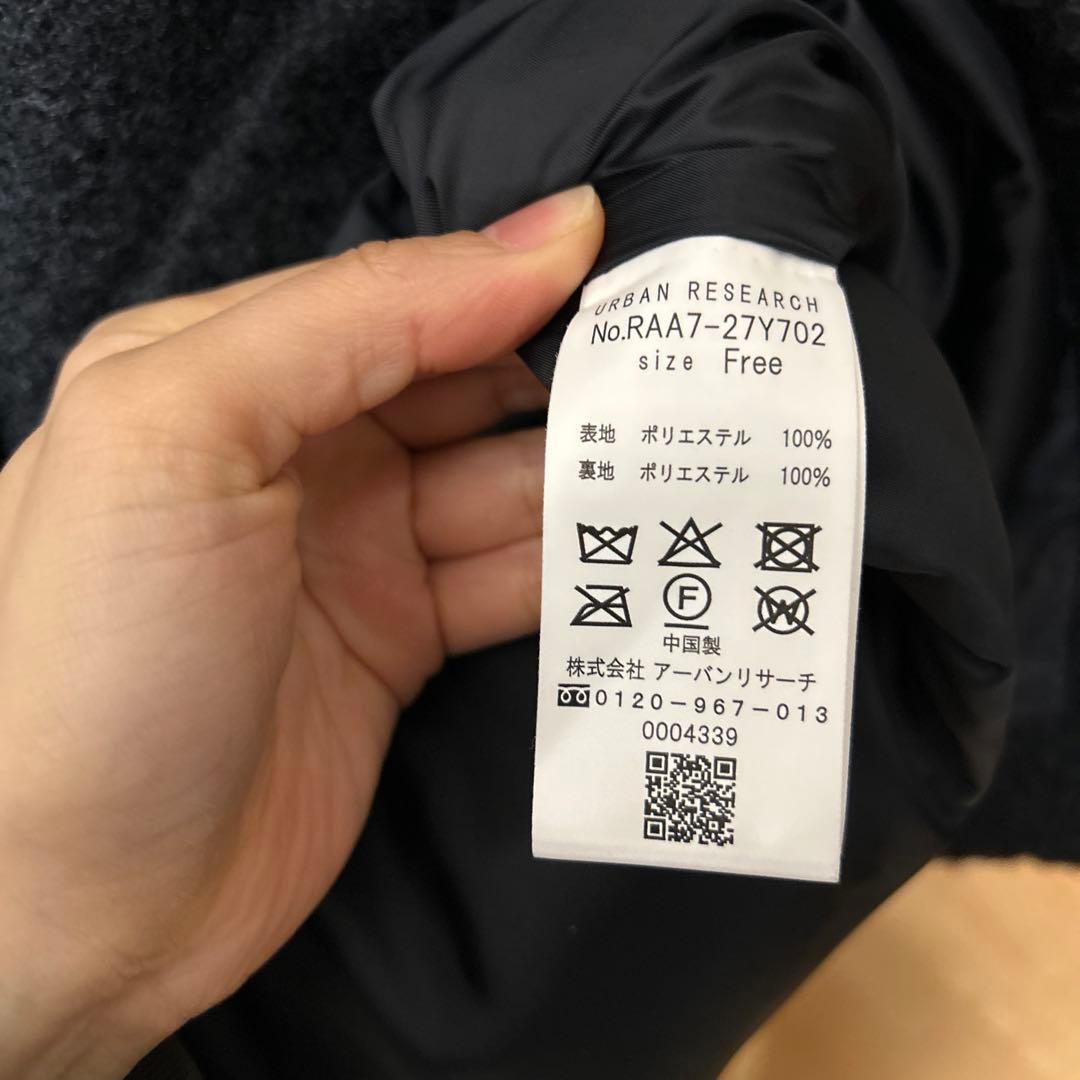 URBAN RESEARCH
No.RAA7-27Y702
size Free
表地 ポリエステル 100%
裏地 ポリエステル 100%
F
W
中国製
株式会社 アーバンリサーチ
0120-967-013
0004339